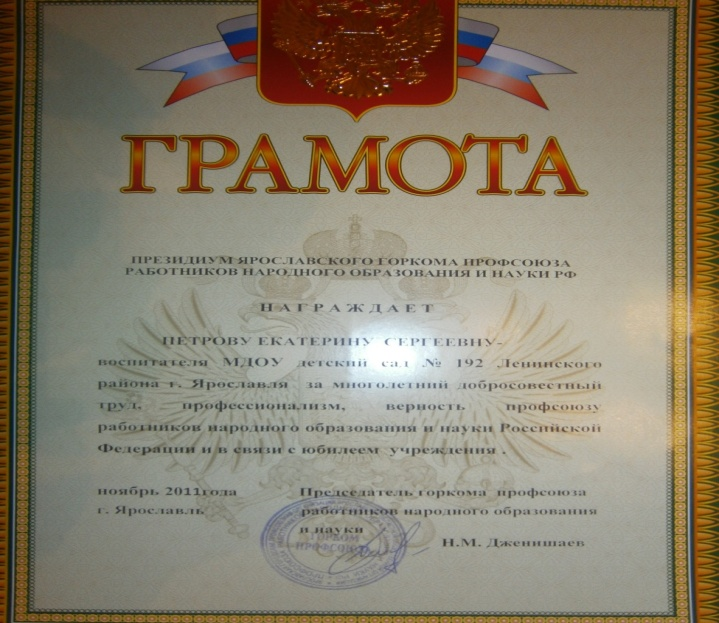 ГРАМОТА
ПРЕЗИДИУМ ЯРОСЛАВСКОГО ГОРКОМА ПРОФСОЮЗА
РАБОТНИКОВ НАРОДНОГО ОБРАЗОВАНИЯ И НАУКИ РФ
НАГРАЖДАЕТ
ПЕТРОВУ ЕКАТЕРИНУ СЕРГЕЕВНУ-
воспитателя МДОУ детский сад № 192 Ленинского
района г. Ярославля за многолетний добросовестный
труд, профессионализм, верность профсоюзу
работников народного образования и науки Российской
Федерации и в связи с юбилеем учреждения .
ноябрь 2011года
г. Ярославль
Председатель горкома профсоюза
работников народного образования
и науки
Н.М. Дженишаев
ГОРКОМ
ПРОФСОЮЗА